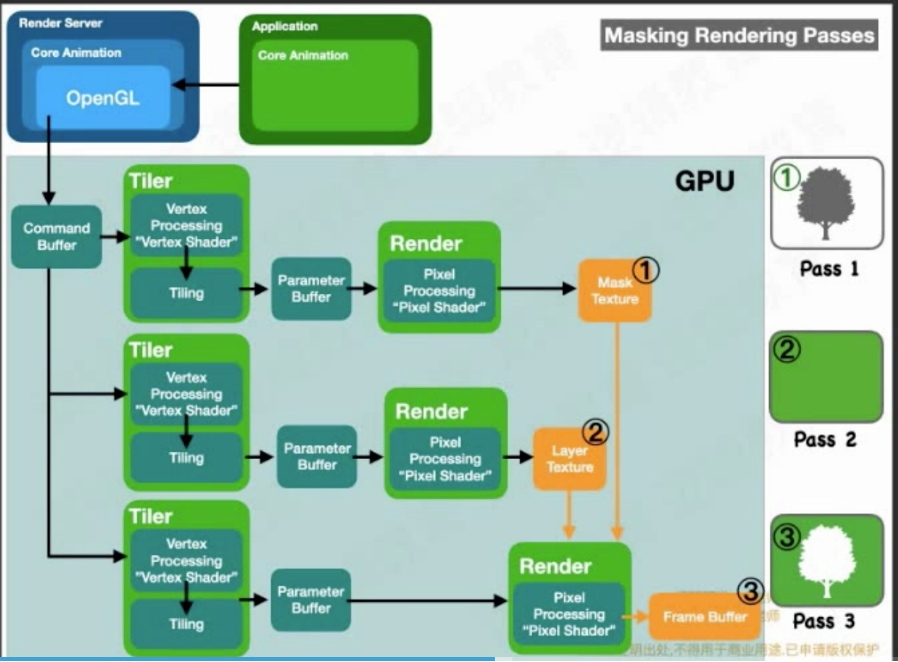 Render Server
Core Animation
OpenGL
Application
Core Animation
Masking Rendering Passes
GPU
Command
Buffer
Tiler
Vertex
Processing
"Vertex Shader"
Tiling
Parameter
Buffer
Render
Pixel
Processing
“Pixel Shader”
①
Mask
Texture
①
Pass 1
Tiler
Vertex
Processing
"Vertex Shader"
Tiling
Parameter
Buffer
Render
Pixel
Processing
“Pixel Shader”
②
Layer
Texture
②
Pass 2
Tiler
Vertex
Processing
"Vertex Shader"
Tiling
Parameter
Buffer
Render
Pixel
Processing
“Pixel Shader”
③
Frame Buffer
③
Pass 3
师
明出处,不得用于商业用途,已申请版权保护